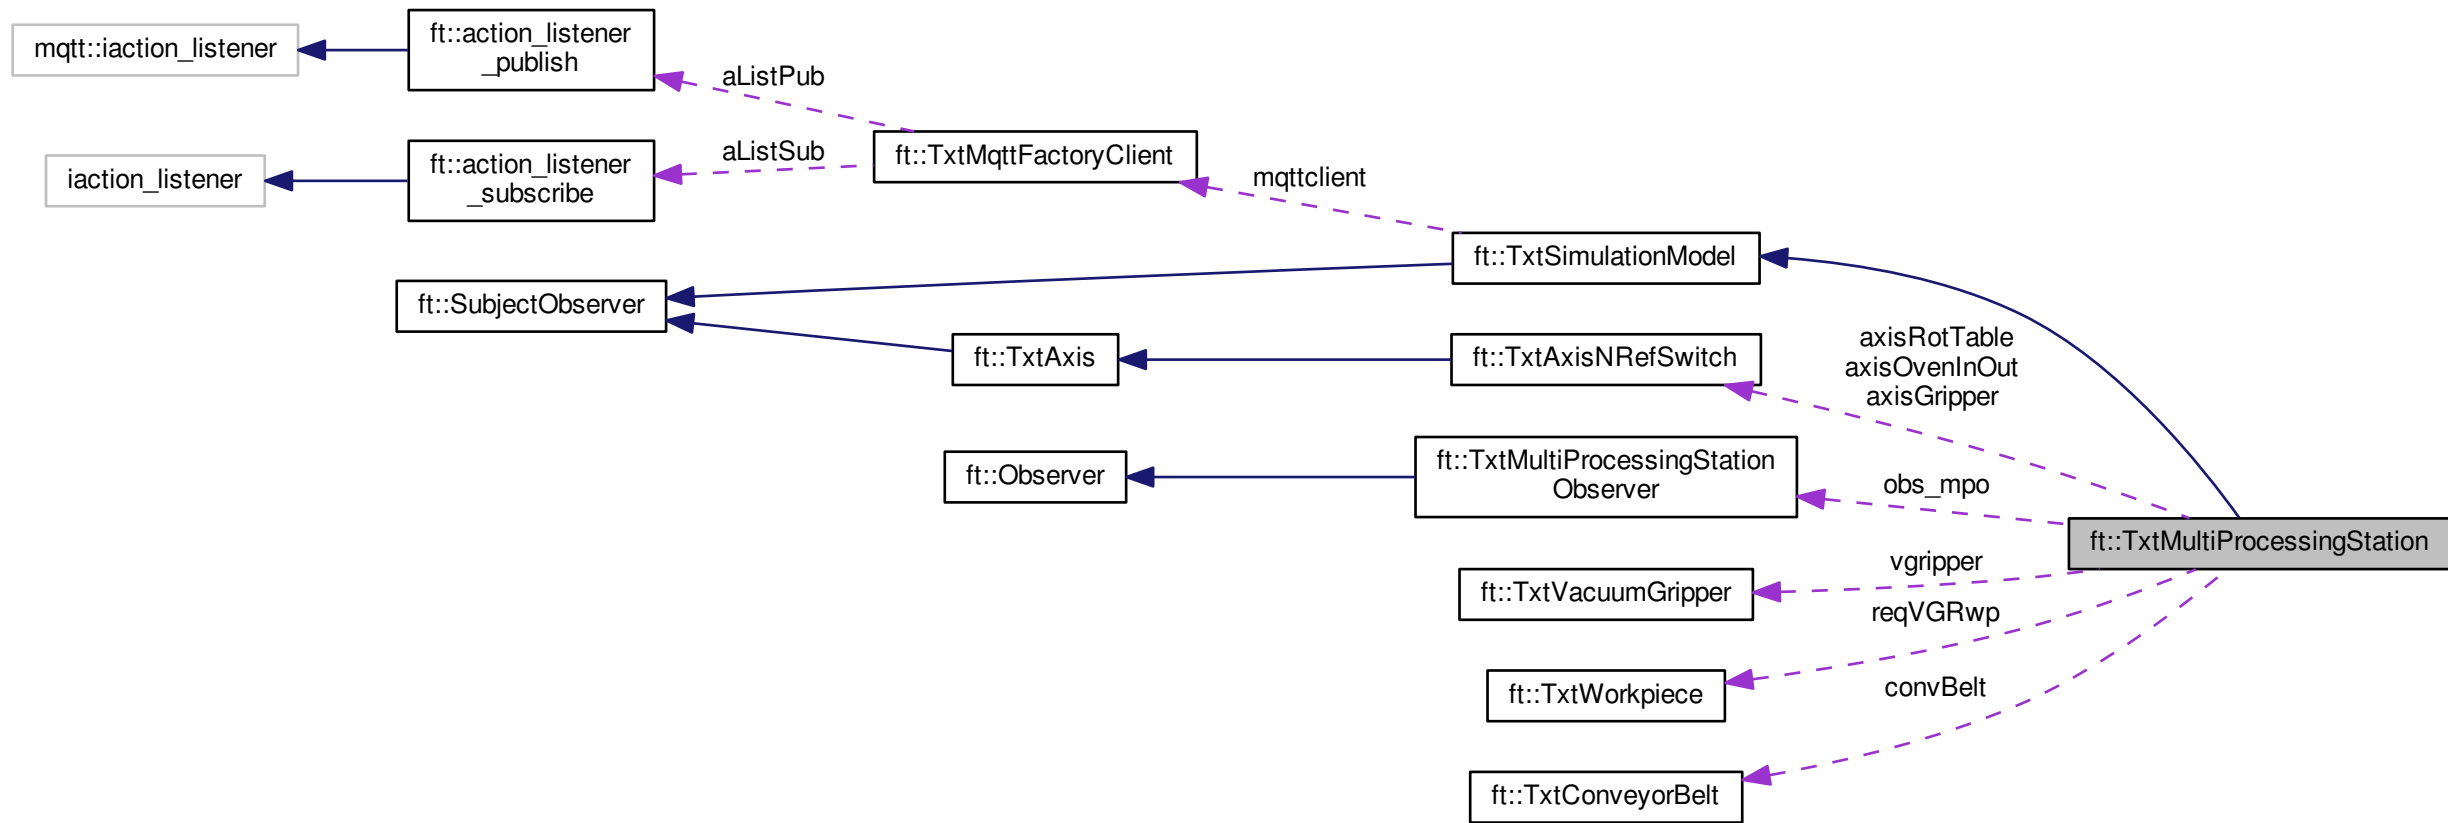 mqtt::iaction_listener
ft::action_listener
_publish
aListPub
iaction_listener
ft::action_listener
_subscribe
aListSub
ft::TxtMqttFactoryClient
mqttclient
ft::SubjectObserver
ft::TxtSimulationModel
ft::TxtAxis
ft::TxtAxisNRefSwitch
axisRotTable
axisOvenInOut
axisGripper
ft::Observer
ft::TxtMultiProcessingStation
Observer
obs_mpo
ft::TxtMultiProcessingStation
ft::TxtVacuumGripper
vgripper
reqVGRwp
ft::TxtWorkpiece
convBelt
ft::TxtConveyorBelt